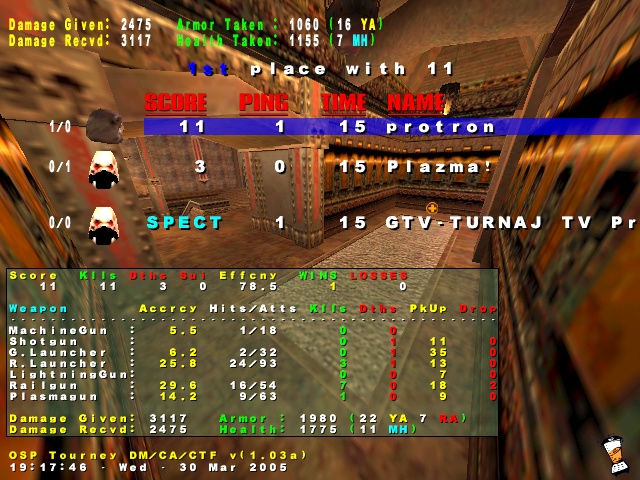 Damage Given: 2475 Armor Taken : 1060 (16 YA)
Damage Recvd: 3117 Health Taken: 1155 (7 MH)
1st place with 11
SCORE PING TIME NAME
1/0 11 1 15 protron
0/1 3 0 15 Plazma!
0/0 SPECT 1 15 GTV-TURNAJ TV Pr
Score Klls Dths Sui Effcny WINS LOSSES
11 11 3 0 78.5 1 0
Weapon Accrcy Hits/Atts Klls Dths PkUp Drop
MachineGun : 5.5 1/18 0 0
Shotgun : 0 1 11 0
G.Launcher : 6.2 2/32 0 0 35 0
R.Launcher : 25.8 24/93 3 1 13 0
LightningGun: 0 0 7 0
Railgun : 29.6 16/54 7 0 18 2
Plasmagun : 14.2 9/63 1 0 9 0
Damage Given: 3117 Armor : 1980 (22 YA 7 RA)
Damage Recvd: 2475 Health: 1775 (11 MH)
OSP Tourney DM/CA/CTF v(1.03a)
19:17:46 - Wed - 30 Mar 2005